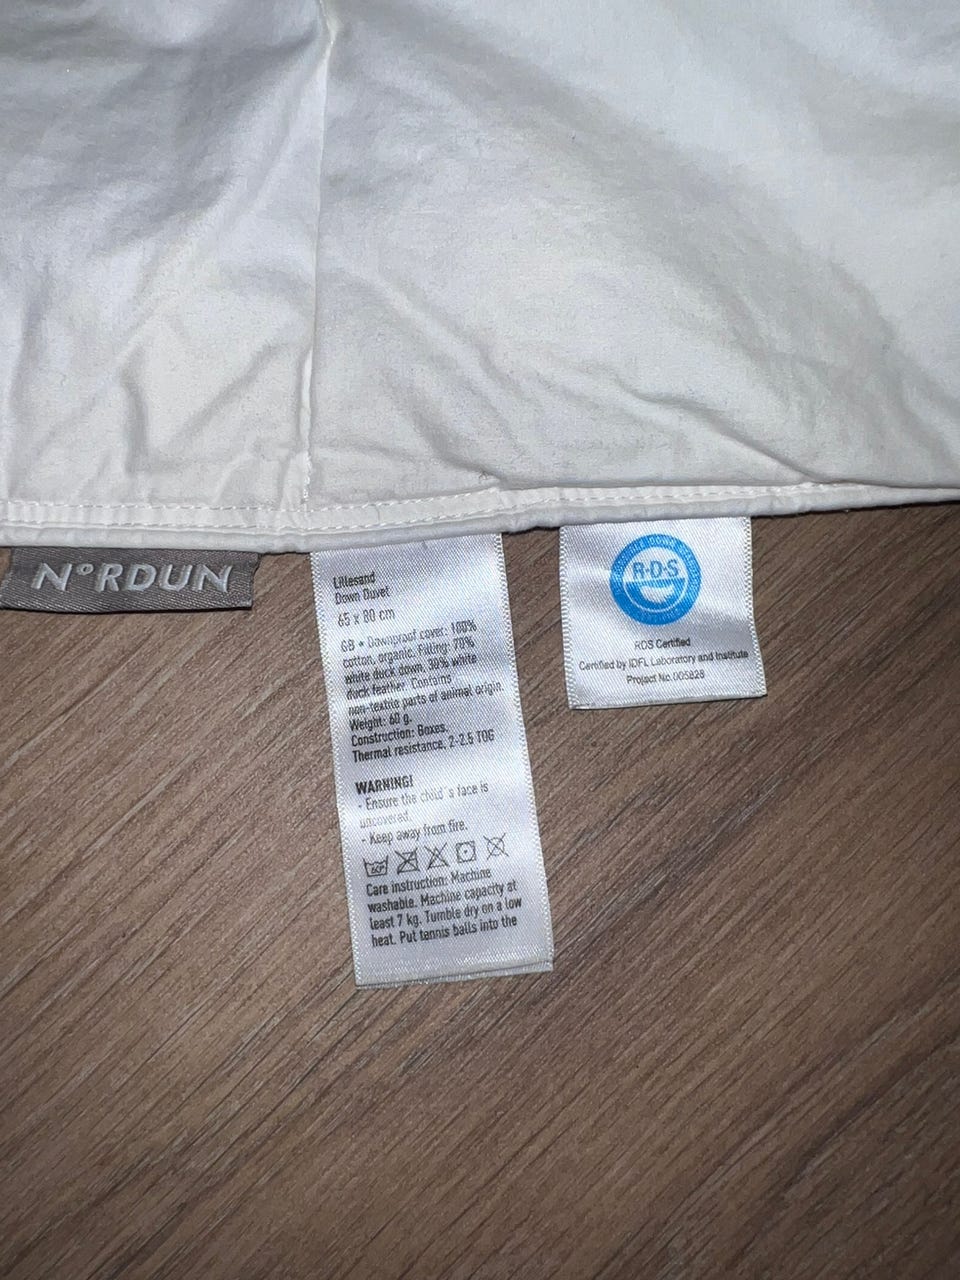 N°RDUN
Lillesand
Down Duvet
65 x 80 cm
GB • Downproof cover: 100%
cotton, organic. Filling: 70%
white duck down, 30% white
duck feather. Contains
non-textile parts of animal origin.
Weight: 60 g.
Construction: Boxes.
Thermal resistance, 2-2.5 TOG
WARNING!
- Ensure the child´s face is
uncovered.
- Keep away from fire.
60°
Care instruction: Machine
washable. Machine capacity at
least 7 kg. Tumble dry on a low
heat. Put tennis balls into the
R·D·S
RDS Certified
Certified by IDFL Laboratory and Institute
Project No.005828